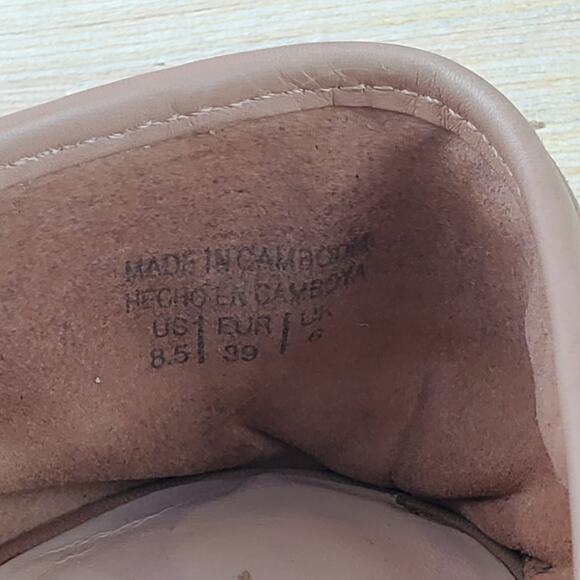 MADE IN CAMBODIA
HECHO EN CAMBOYA
US | EUR | UK
8.5 | 39 | 6